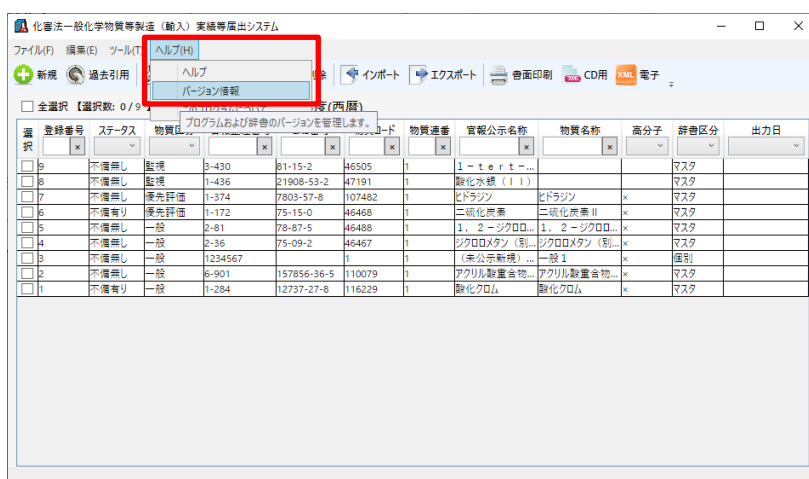 化審法一般化学物質等製造（輸入）実績等届出システム
ファイル(F) 編集(E) ツール(T) ヘルプ(H)
新規 過去引用 インポート エクスポート 書面印刷 CD用 電子
ヘルプ
バージョン情報
プログラムおよび辞書のバージョンを管理します。
全選択 【選択数: 0/9 度(西暦)
選択 登録番号 ステータス 物質区分 物質連番 官報公示名称 物質名称 高分子 辞書区分 出力日
9 不備無し 監視 3-430 81-15-2 46505 1 １－ｔｅｒｔ－... マスタ
8 不備無し 監視 1-436 21908-53-2 47191 1 酸化水銀（ＩＩ） マスタ
7 不備無し 優先評価 1-374 7803-57-8 107482 1 ヒドラジン ヒドラジン × マスタ
6 不備有り 優先評価 1-172 75-15-0 46468 1 二硫化炭素 二硫化炭素Ⅱ × マスタ
5 不備無し 一般 2-81 78-87-5 46488 1 １，２－ジクロロ... １，２－ジクロロ... × マスタ
4 不備無し 一般 2-36 75-09-2 46467 1 ジクロロメタン（別... ジクロロメタン（別... × マスタ
3 不備無し 一般 1234567 1 1 （未公示新規）... 一般１ × 個別
2 不備無し 一般 6-901 157856-36-5 110079 1 アクリル酸重合物... アクリル酸重合物... × マスタ
1 不備有り 一般 1-284 12737-27-8 116229 1 酸化クロム 酸化クロム × マスタ